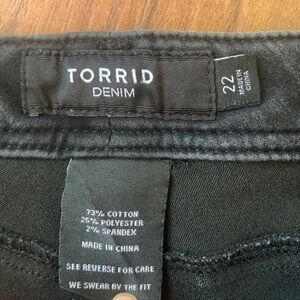 TORRID
DENIM
22
MADE IN
CHINA
73% COTTON
25% POLYESTER
2% SPANDEX
MADE IN CHINA
SEE REVERSE FOR CARE
WE SWEAR BY THE FIT